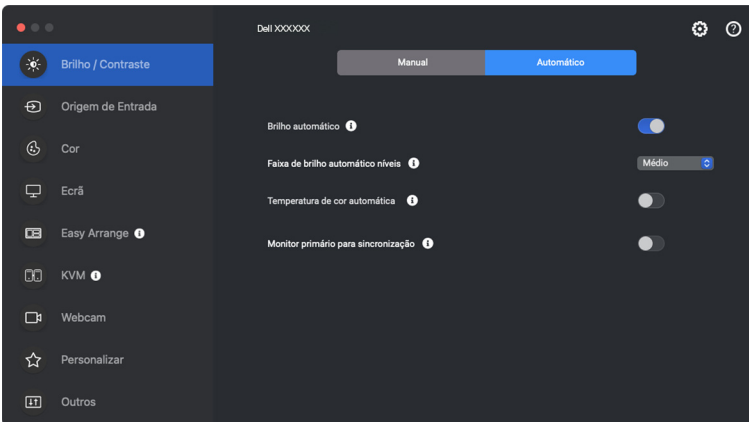 Dell XXXXXX
Brilho / Contraste
Origem de Entrada
Cor
Ecrã
Easy Arrange
KVM
Webcam
Personalizar
Outros
Manual
Automático
Brilho automático
Faixa de brilho automático níveis
Médio
Temperatura de cor automática
Monitor primário para sincronização